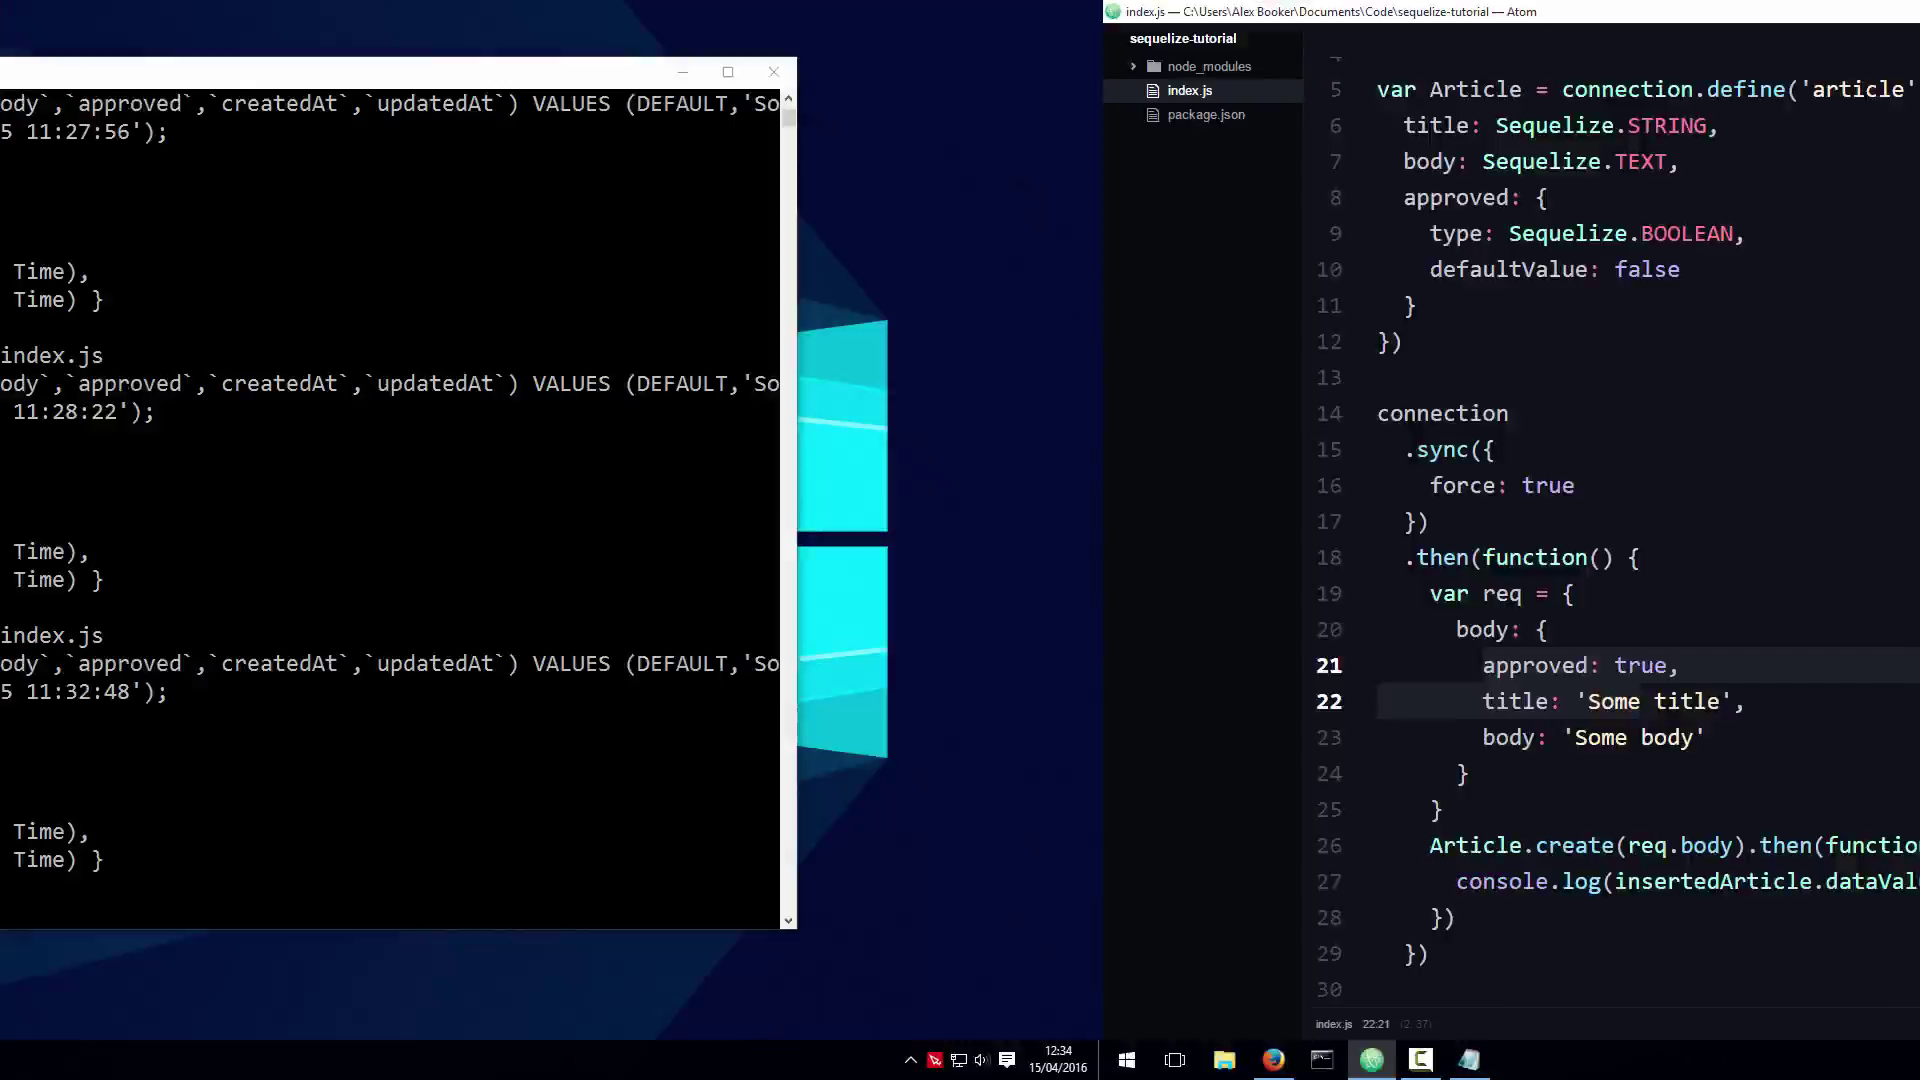 ody`,`approved`,`createdAt`,`updatedAt`) VALUES (DEFAULT,'So
5 11:27:56');
Time),
Time) }
index.js
ody`,`approved`,`createdAt`,`updatedAt`) VALUES (DEFAULT,'So
11:28:22');
Time),
Time) }
index.js
ody`,`approved`,`createdAt`,`updatedAt`) VALUES (DEFAULT,'So
5 11:32:48');
Time),
Time) }
index.js — C:\Users\Alex Booker\Documents\Code\sequelize-tutorial — Atom
sequelize-tutorial
node_modules
index.js
package.json
5 var Article = connection.define('article'
6 title: Sequelize.STRING,
7 body: Sequelize.TEXT,
8 approved: {
9 type: Sequelize.BOOLEAN,
10 defaultValue: false
11 }
12 })
13
14 connection
15 .sync({
16 force: true
17 })
18 .then(function() {
19 var req = {
20 body: {
21 approved: true,
22 title: 'Some title',
23 body: 'Some body'
24 }
25 }
26 Article.create(req.body).then(functio
27 console.log(insertedArticle.dataVal
28 })
29 })
30
index.js 22:21 (2, 37)
12:34
15/04/2016